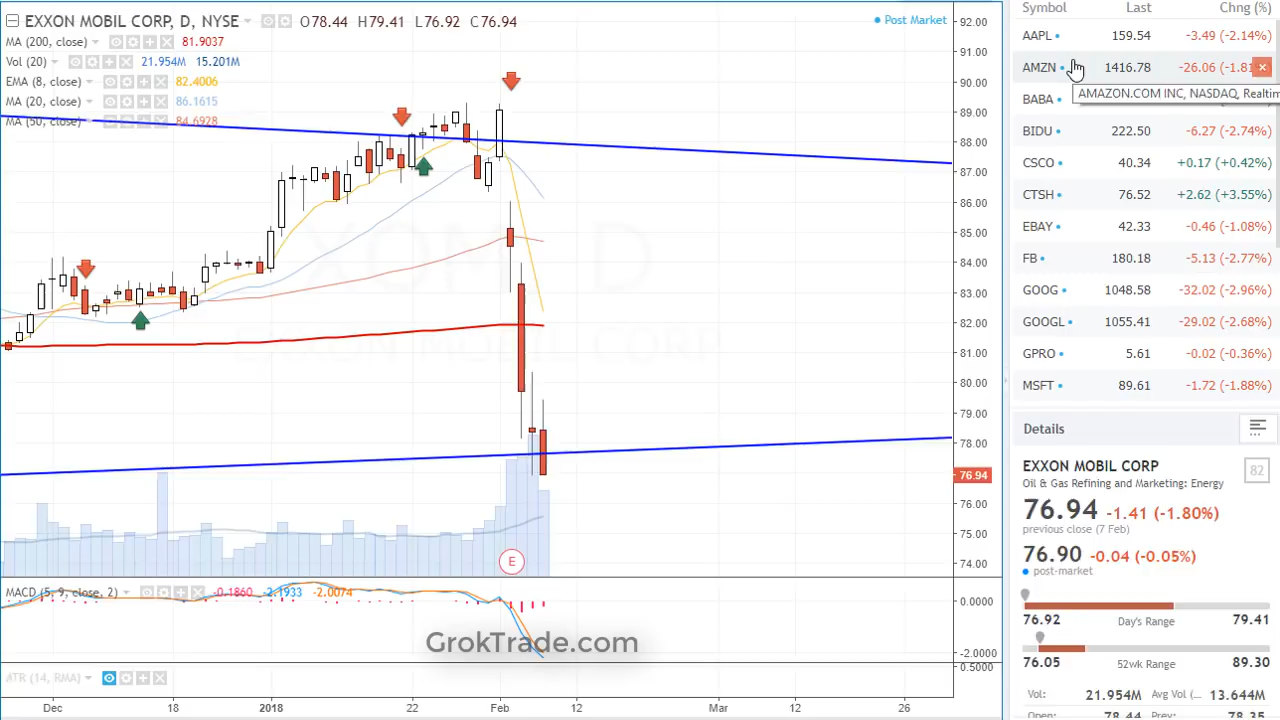 EXXON MOBIL CORP, D, NYSE O78.44 H79.41 L76.92 C76.94
Post Market
MA (200, close) 81.9037
Vol (20) 21.954M 15.201M
EMA (8, close) 82.4006
MA (20, close) 86.1615
MA (50, close) 84.6928
92.00
91.00
90.00
89.00
88.00
87.00
86.00
85.00
84.00
83.00
82.00
81.00
80.00
79.00
78.00
76.94
76.00
75.00
74.00
E
MACD (5, 9, close, 2) -0.1860 -2.1933 -2.0074
0.0000
-2.0000
GrokTrade.com
ATR (14, RMA)
0.5000
Dec 18 2018 22 Feb 12 Mar 12 26
Symbol Last Chng (%)
AAPL 159.54 -3.49 (-2.14%)
AMZN 1416.78 -26.06 (-1.81
AMAZON.COM INC, NASDAQ, Realtim
BABA
BIDU 222.50 -6.27 (-2.74%)
CSCO 40.34 +0.17 (+0.42%)
CTSH 76.52 +2.62 (+3.55%)
EBAY 42.33 -0.46 (-1.08%)
FB 180.18 -5.13 (-2.77%)
GOOG 1048.58 -32.02 (-2.96%)
GOOGL 1055.41 -29.02 (-2.68%)
GPRO 5.61 -0.02 (-0.36%)
MSFT 89.61 -1.72 (-1.88%)
Details
EXXON MOBIL CORP 82
Oil & Gas Refining and Marketing: Energy
76.94 -1.41 (-1.80%)
previous close (7 Feb)
76.90 -0.04 (-0.05%)
post-market
76.92 Day's Range 79.41
76.05 52wk Range 89.30
Vol: 21.954M Avg Vol (... 13.644M
Open: 78.44 Prev: 78.35